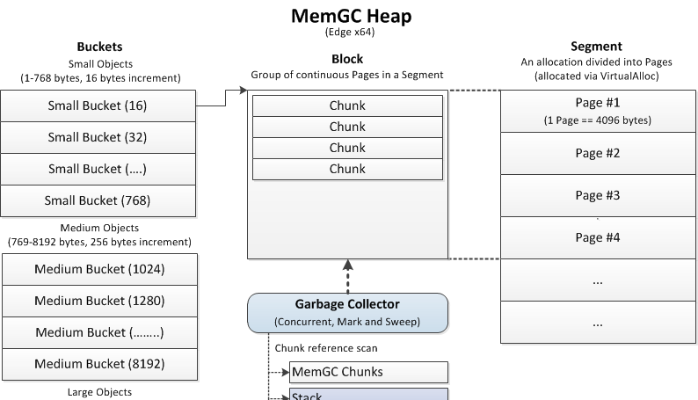 MemGC Heap
(Edge x64)
Buckets
Small Objects
(1-768 bytes, 16 bytes increment)
Small Bucket (16)
Small Bucket (32)
Small Bucket (....)
Small Bucket (768)
Medium Objects
(769-8192 bytes, 256 bytes increment)
Medium Bucket (1024)
Medium Bucket (1280)
Medium Bucket (........)
Medium Bucket (8192)
Large Objects
Block
Group of continuous Pages in a Segment
Chunk
Chunk
Chunk
Chunk
Garbage Collector
(Concurrent, Mark and Sweep)
Chunk reference scan
MemGC Chunks
Stack
Segment
An allocation divided into Pages
(allocated via VirtualAlloc)
Page #1
(1 Page == 4096 bytes)
Page #2
Page #3
Page #4
...
...